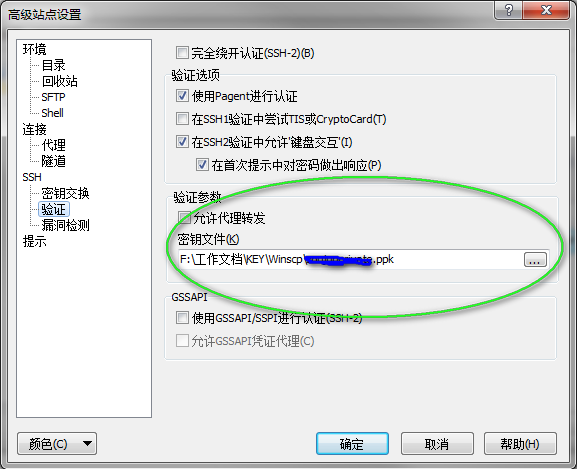 高级站点设置
环境
目录
回收站
SFTP
Shell
连接
代理
隧道
SSH
密钥交换
验证
漏洞检测
提示
完全绕开认证(SSH-2)(B)
验证选项
使用Pagent进行认证
在SSH1验证中尝试TIS或CryptoCard(T)
在SSH2验证中允许'键盘交互'(I)
在首次提示中对密码做出响应(P)
验证参数
允许代理转发
密钥文件(K)
F:\工作文档\KEY\Winscp\ .ppk
...
GSSAPI
使用GSSAPI/SSPI进行认证(SSH-2)
允许GSSAPI凭证代理(C)
颜色(C)
确定
取消
帮助(H)